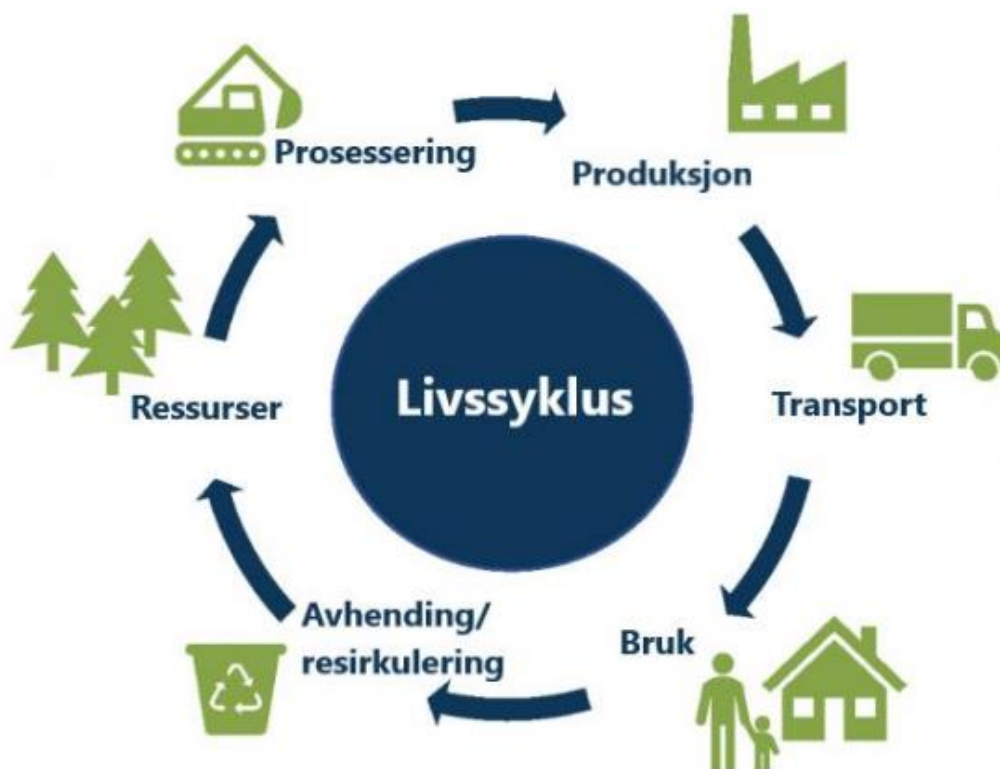 Prosessering
Produksjon
Ressurser
Livssyklus
Transport
Avhending/
resirkulering
Bruk